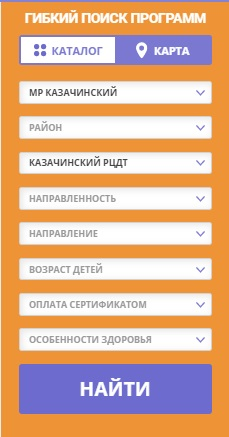 ГИБКИЙ ПОИСК ПРОГРАММ
КАТАЛОГ КАРТА
МР КАЗАЧИНСКИЙ
РАЙОН
КАЗАЧИНСКИЙ РЦДТ
НАПРАВЛЕННОСТЬ
НАПРАВЛЕНИЕ
ВОЗРАСТ ДЕТЕЙ
ОПЛАТА СЕРТИФИКАТОМ
ОСОБЕННОСТИ ЗДОРОВЬЯ
НАЙТИ